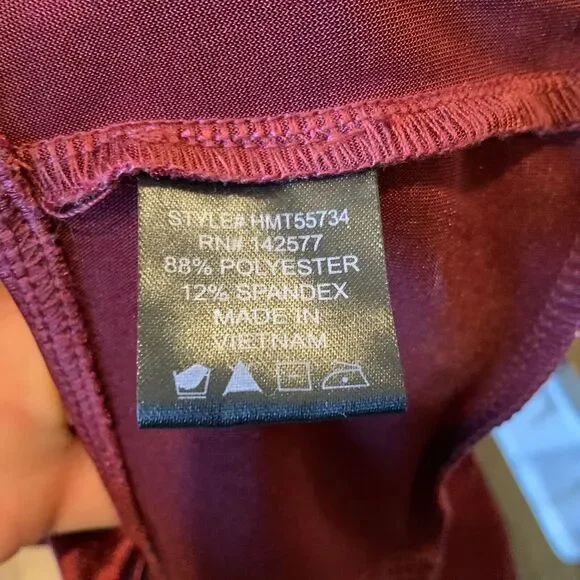 STYLE# HMT55734
RN# 142577
88% POLYESTER
12% SPANDEX
MADE IN
VIETNAM